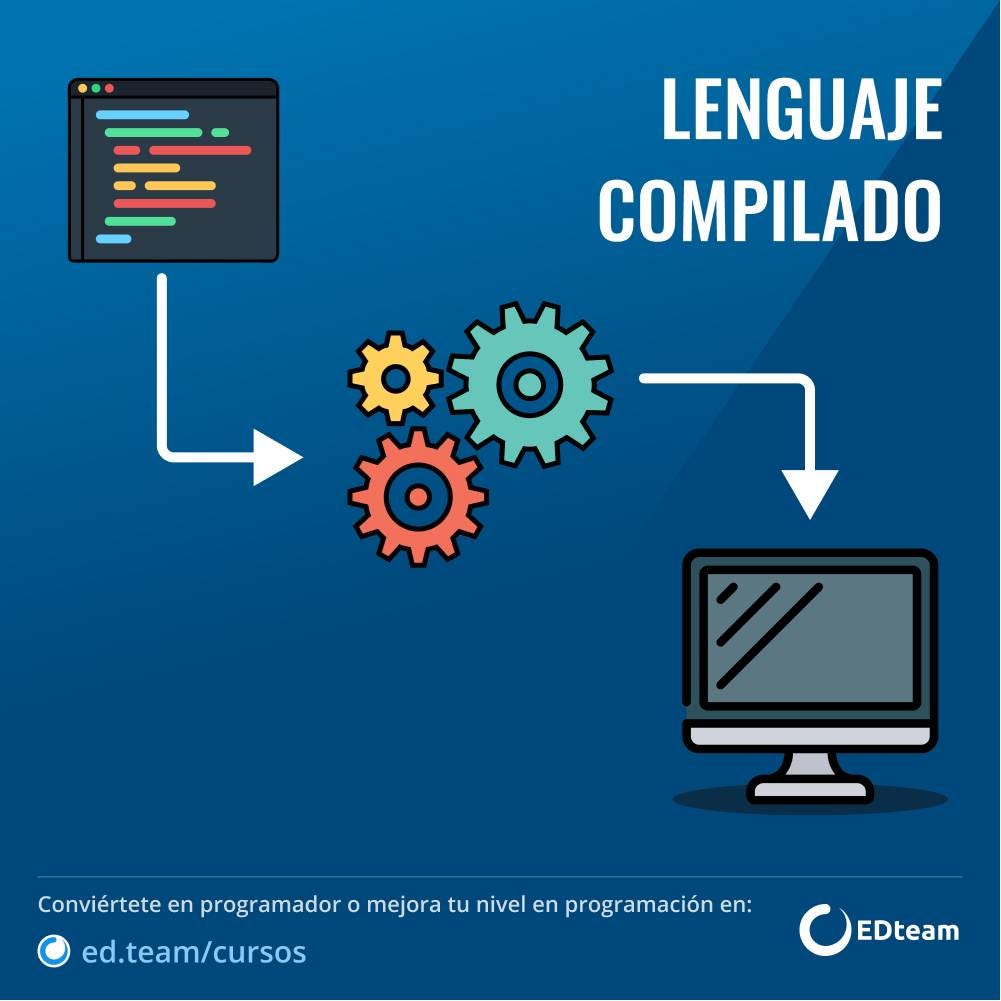 LENGUAJE
COMPILADO
Conviértete en programador o mejora tu nivel en programación en:
ed.team/cursos
EDteam